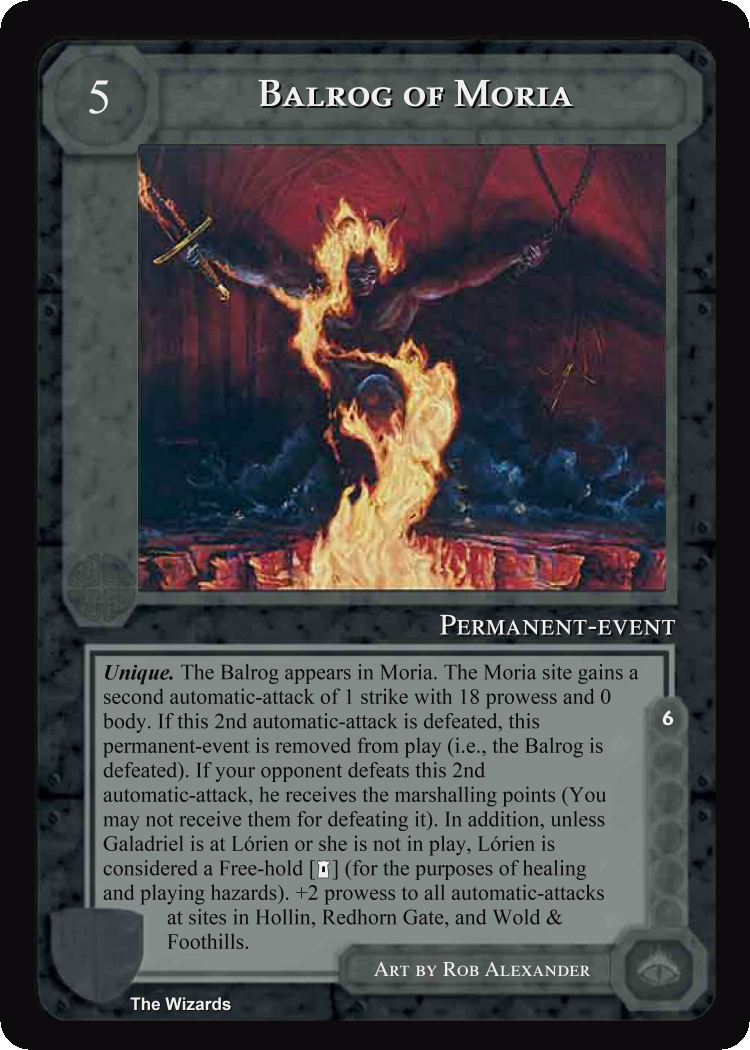 5
Balrog of Moria
Permanent-event
Unique. The Balrog appears in Moria. The Moria site gains a
second automatic-attack of 1 strike with 18 prowess and 0
body. If this 2nd automatic-attack is defeated, this
permanent-event is removed from play (i.e., the Balrog is
defeated). If your opponent defeats this 2nd
automatic-attack, he receives the marshalling points (You
may not receive them for defeating it). In addition, unless
Galadriel is at Lórien or she is not in play, Lórien is
considered a Free-hold [ ] (for the purposes of healing
and playing hazards). +2 prowess to all automatic-attacks
at sites in Hollin, Redhorn Gate, and Wold &
Foothills.
6
Art by Rob Alexander
The Wizards